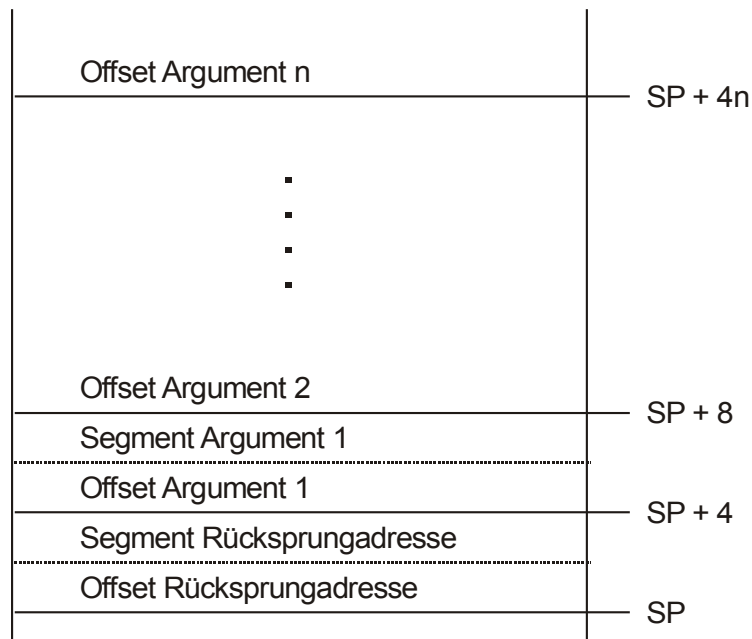 Offset Argument n
SP + 4n
Offset Argument 2
SP + 8
Segment Argument 1
Offset Argument 1
SP + 4
Segment Rücksprungadresse
Offset Rücksprungadresse
SP